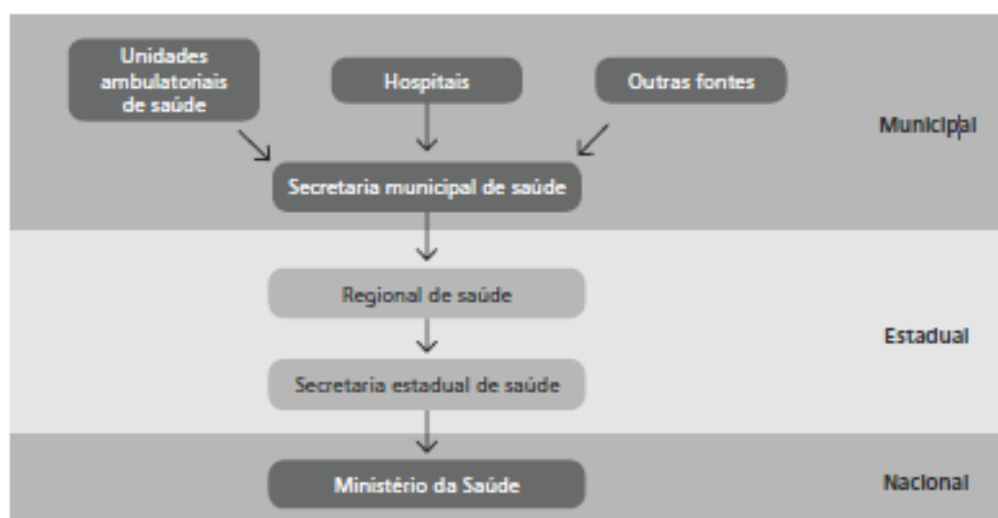 Unidades
ambulatoriais
de saúde
Hospitais
Outras fontes
Municipal
Secretaria municipal de saúde
Regional de saúde
Estadual
Secretaria estadual de saúde
Ministério da Saúde
Nacional